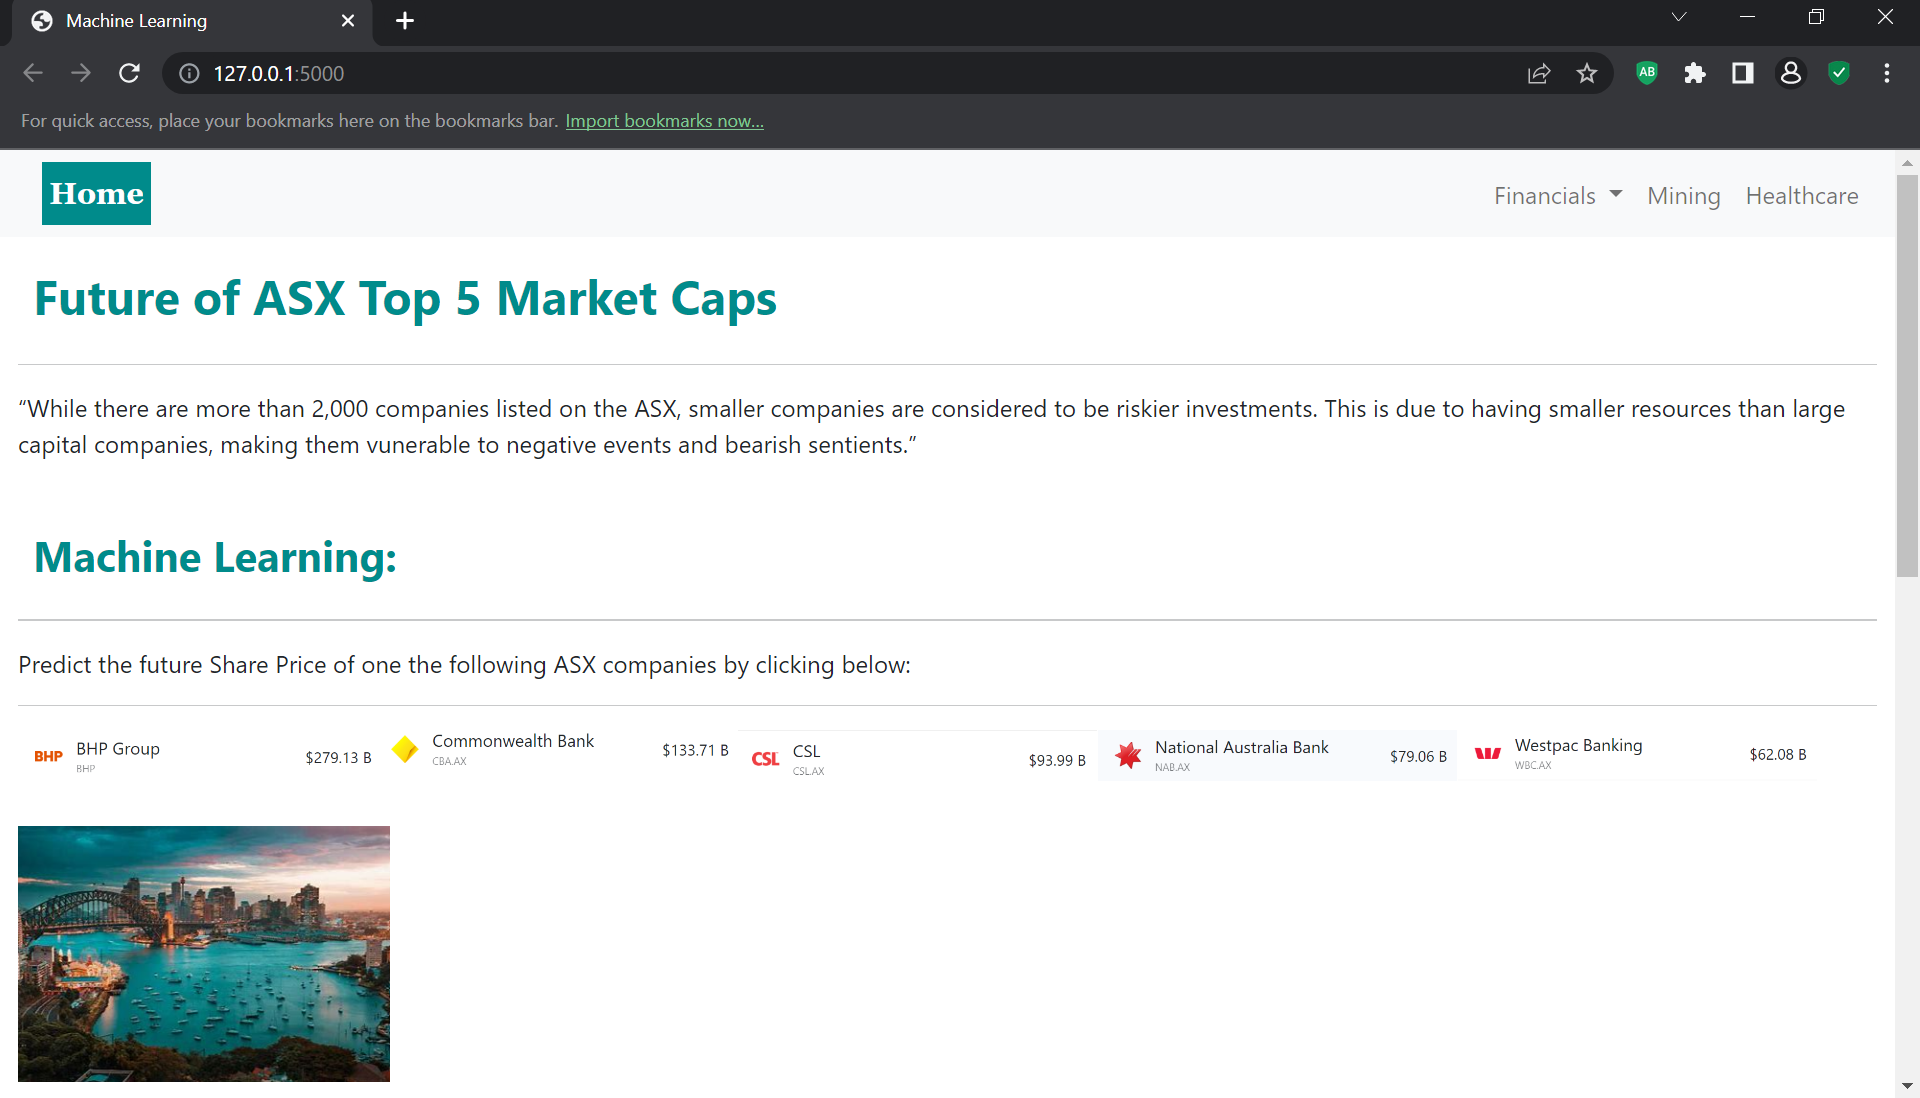 Machine Learning
127.0.0.1:5000
AB
For quick access, place your bookmarks here on the bookmarks bar. Import bookmarks now...
Home
Financials Mining Healthcare
Future of ASX Top 5 Market Caps
“While there are more than 2,000 companies listed on the ASX, smaller companies are considered to be riskier investments. This is due to having smaller resources than large
capital companies, making them vunerable to negative events and bearish sentients.”
Machine Learning:
Predict the future Share Price of one the following ASX companies by clicking below:
BHP BHP Group $279.13 B
BHP
Commonwealth Bank $133.71 B
CBA.AX
CSL CSL $93.99 B
CSL.AX
National Australia Bank $79.06 B
NAB.AX
Westpac Banking $62.08 B
WBC.AX